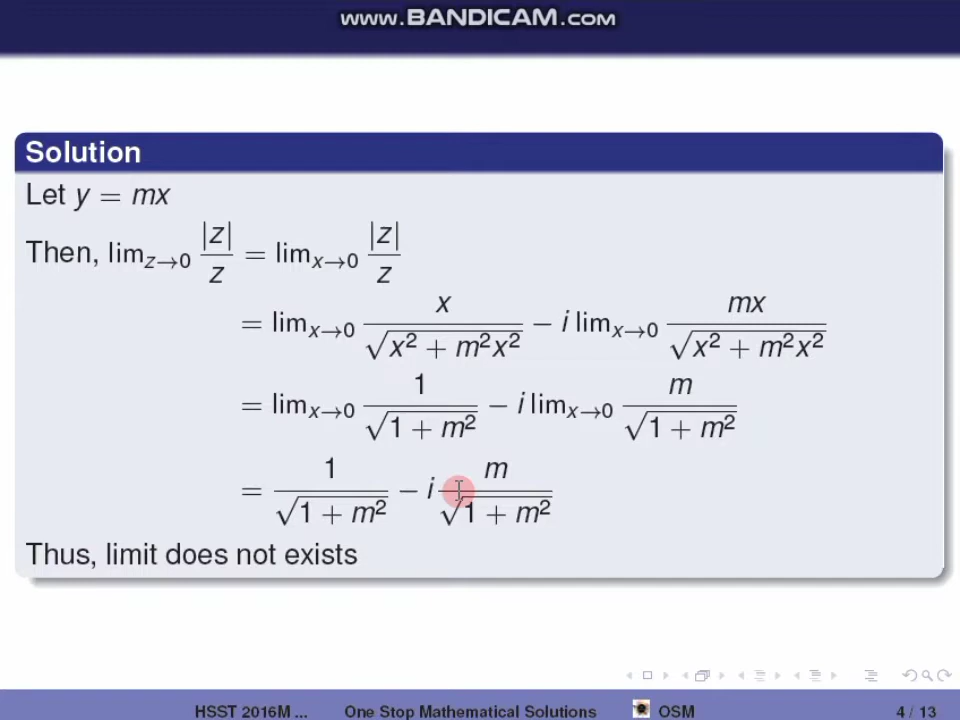 www.BANDICAM.com
Solution
Let y = mx
Then, lim_{z→0} |z|/z = lim_{x→0} |z|/z
= lim_{x→0} x/√(x² + m²x²) − i lim_{x→0} mx/√(x² + m²x²)
= lim_{x→0} 1/√(1 + m²) − i lim_{x→0} m/√(1 + m²)
= 1/√(1 + m²) − i m/√(1 + m²)
Thus, limit does not exists
HSST 2016M ... One Stop Mathematical Solutions OSM 4 / 13